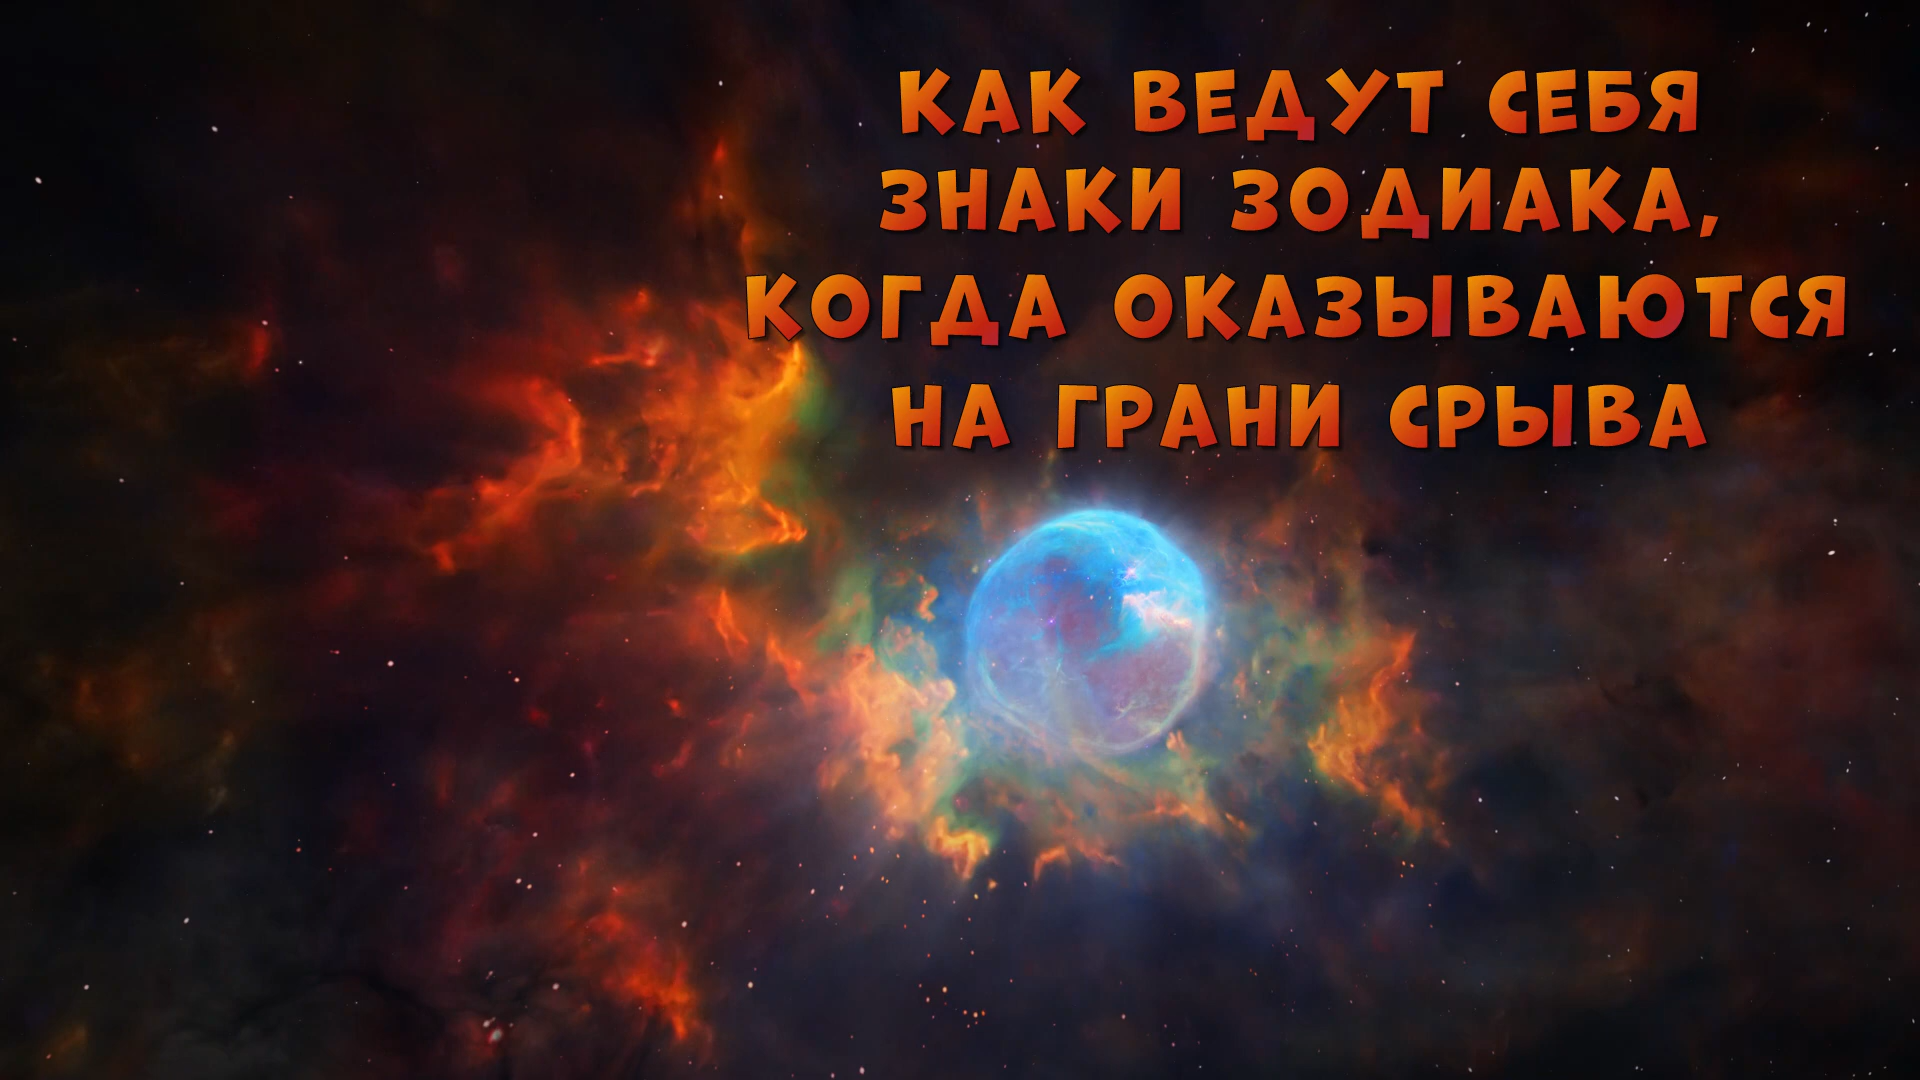 КАК ВЕДУТ СЕБЯ
ЗНАКИ ЗОДИАКА,
КОГДА ОКАЗЫВАЮТСЯ
НА ГРАНИ СРЫВА